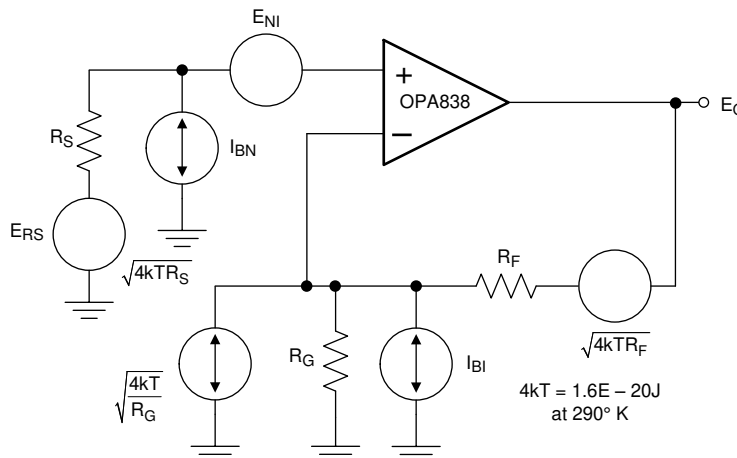 E_NI
+
OPA838
−
E_O
R_S
I_BN
E_RS
√4kTR_S
R_F
√4kTR_F
√4kT/R_G
R_G
I_BI
4kT = 1.6E – 20J
at 290° K